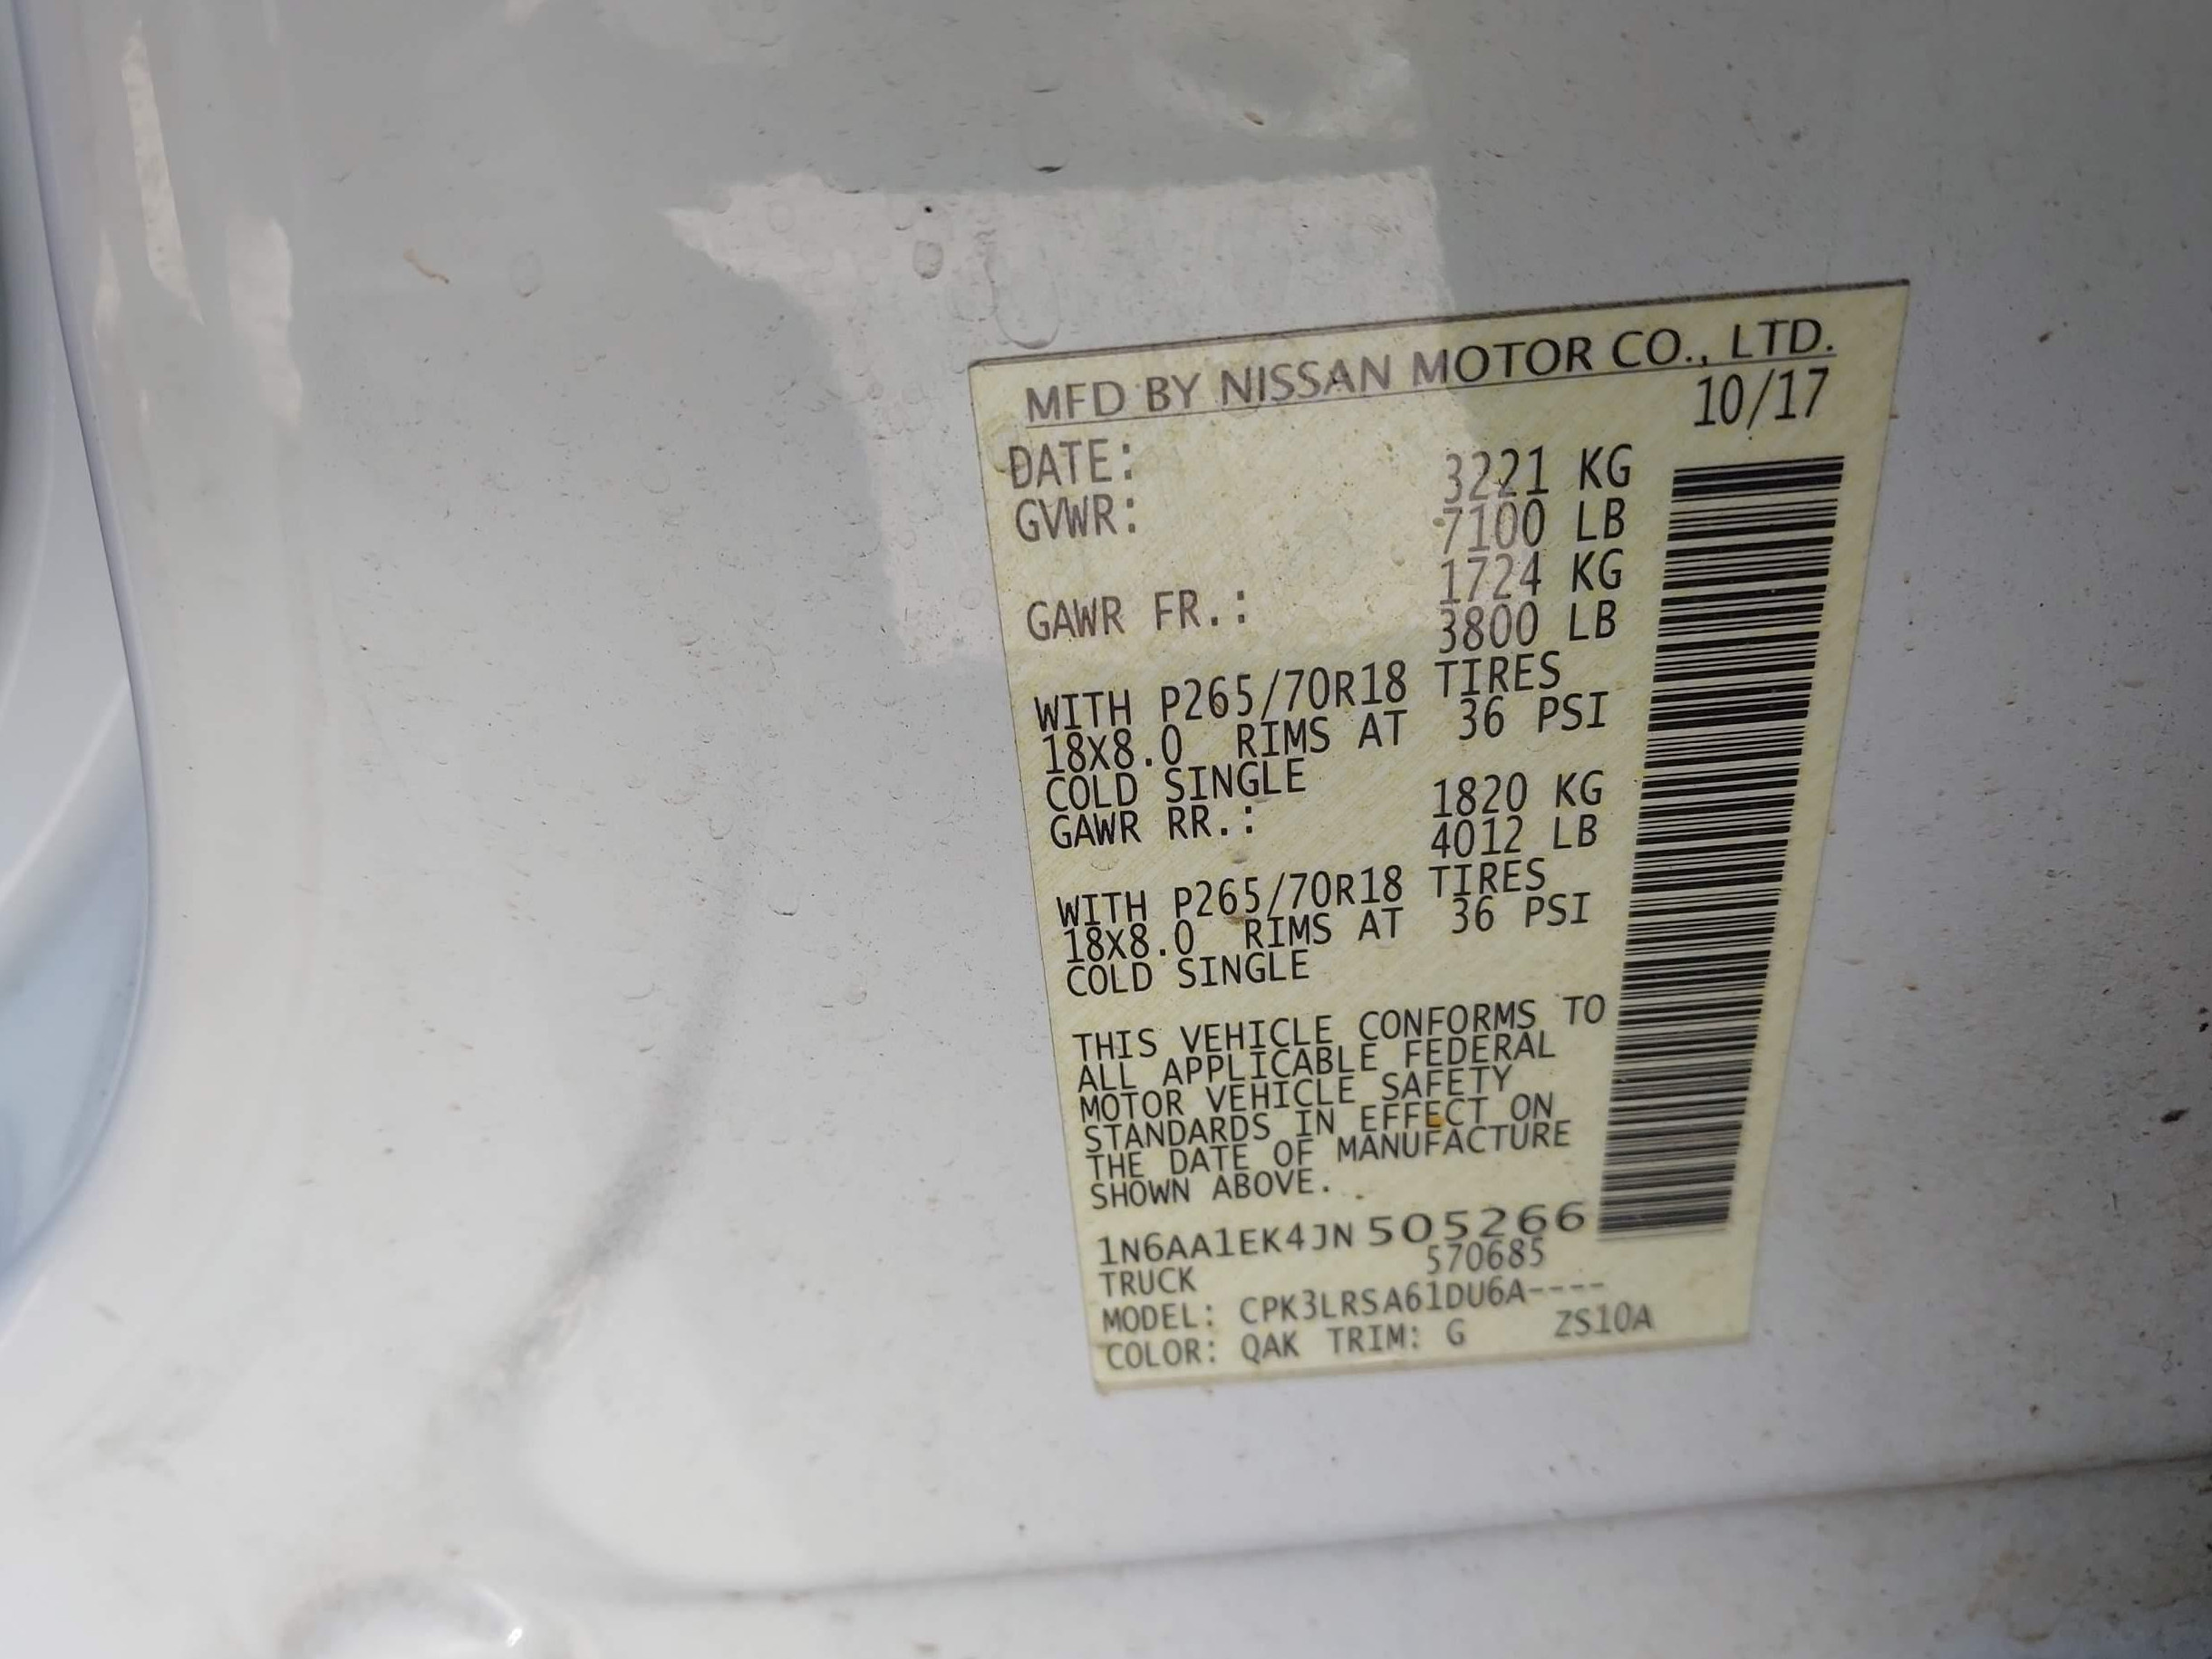 MFD BY NISSAN MOTOR CO., LTD.
DATE: 10/17
GVWR: 3221 KG
7100 LB
GAWR FR.: 1724 KG
3800 LB
WITH P265/70R18 TIRES
18X8.0 RIMS AT 36 PSI
COLD SINGLE
GAWR RR.: 1820 KG
4012 LB
WITH P265/70R18 TIRES
18X8.0 RIMS AT 36 PSI
COLD SINGLE
THIS VEHICLE CONFORMS TO
ALL APPLICABLE FEDERAL
MOTOR VEHICLE SAFETY
STANDARDS IN EFFECT ON
THE DATE OF MANUFACTURE
SHOWN ABOVE.
1N6AA1EK4JN505266
TRUCK 570685
MODEL: CPK3LRSA61DU6A----
COLOR: QAK TRIM: G ZS10A